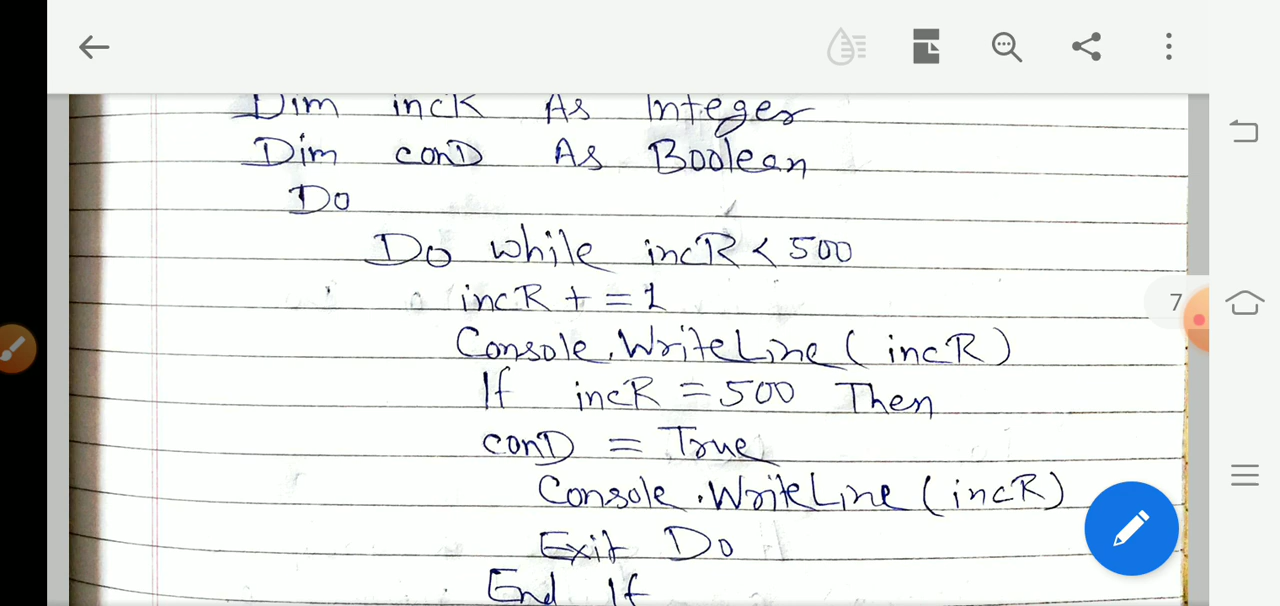 Dim incR As Integer
Dim conD As Boolean
Do
Do while incR < 500
incR + = 1
Console.WriteLine (incR)
If incR = 500 Then
conD = True
Console.WriteLine (incR)
Exit Do
End If
7